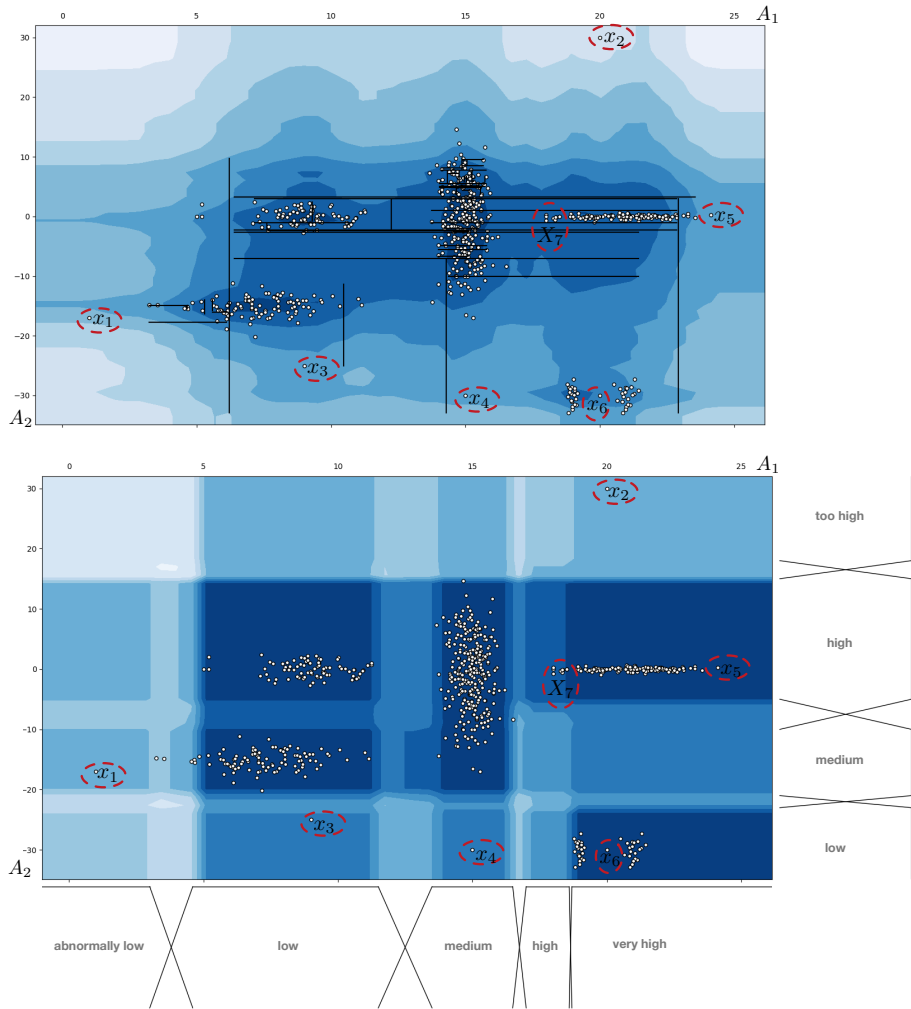 0 5 10 15 20 25 A₁
30 x₂
20
10
0 x₅
X₇
−10
x₁
−20
x₃
−30 x₄ x₆
A₂
0 5 10 15 20 25 A₁
30 x₂
too high
20
10
high
0 x₅
X₇
−10
medium
x₁
−20
x₃
−30 x₄ x₆ low
A₂
abnormally low low medium high very high